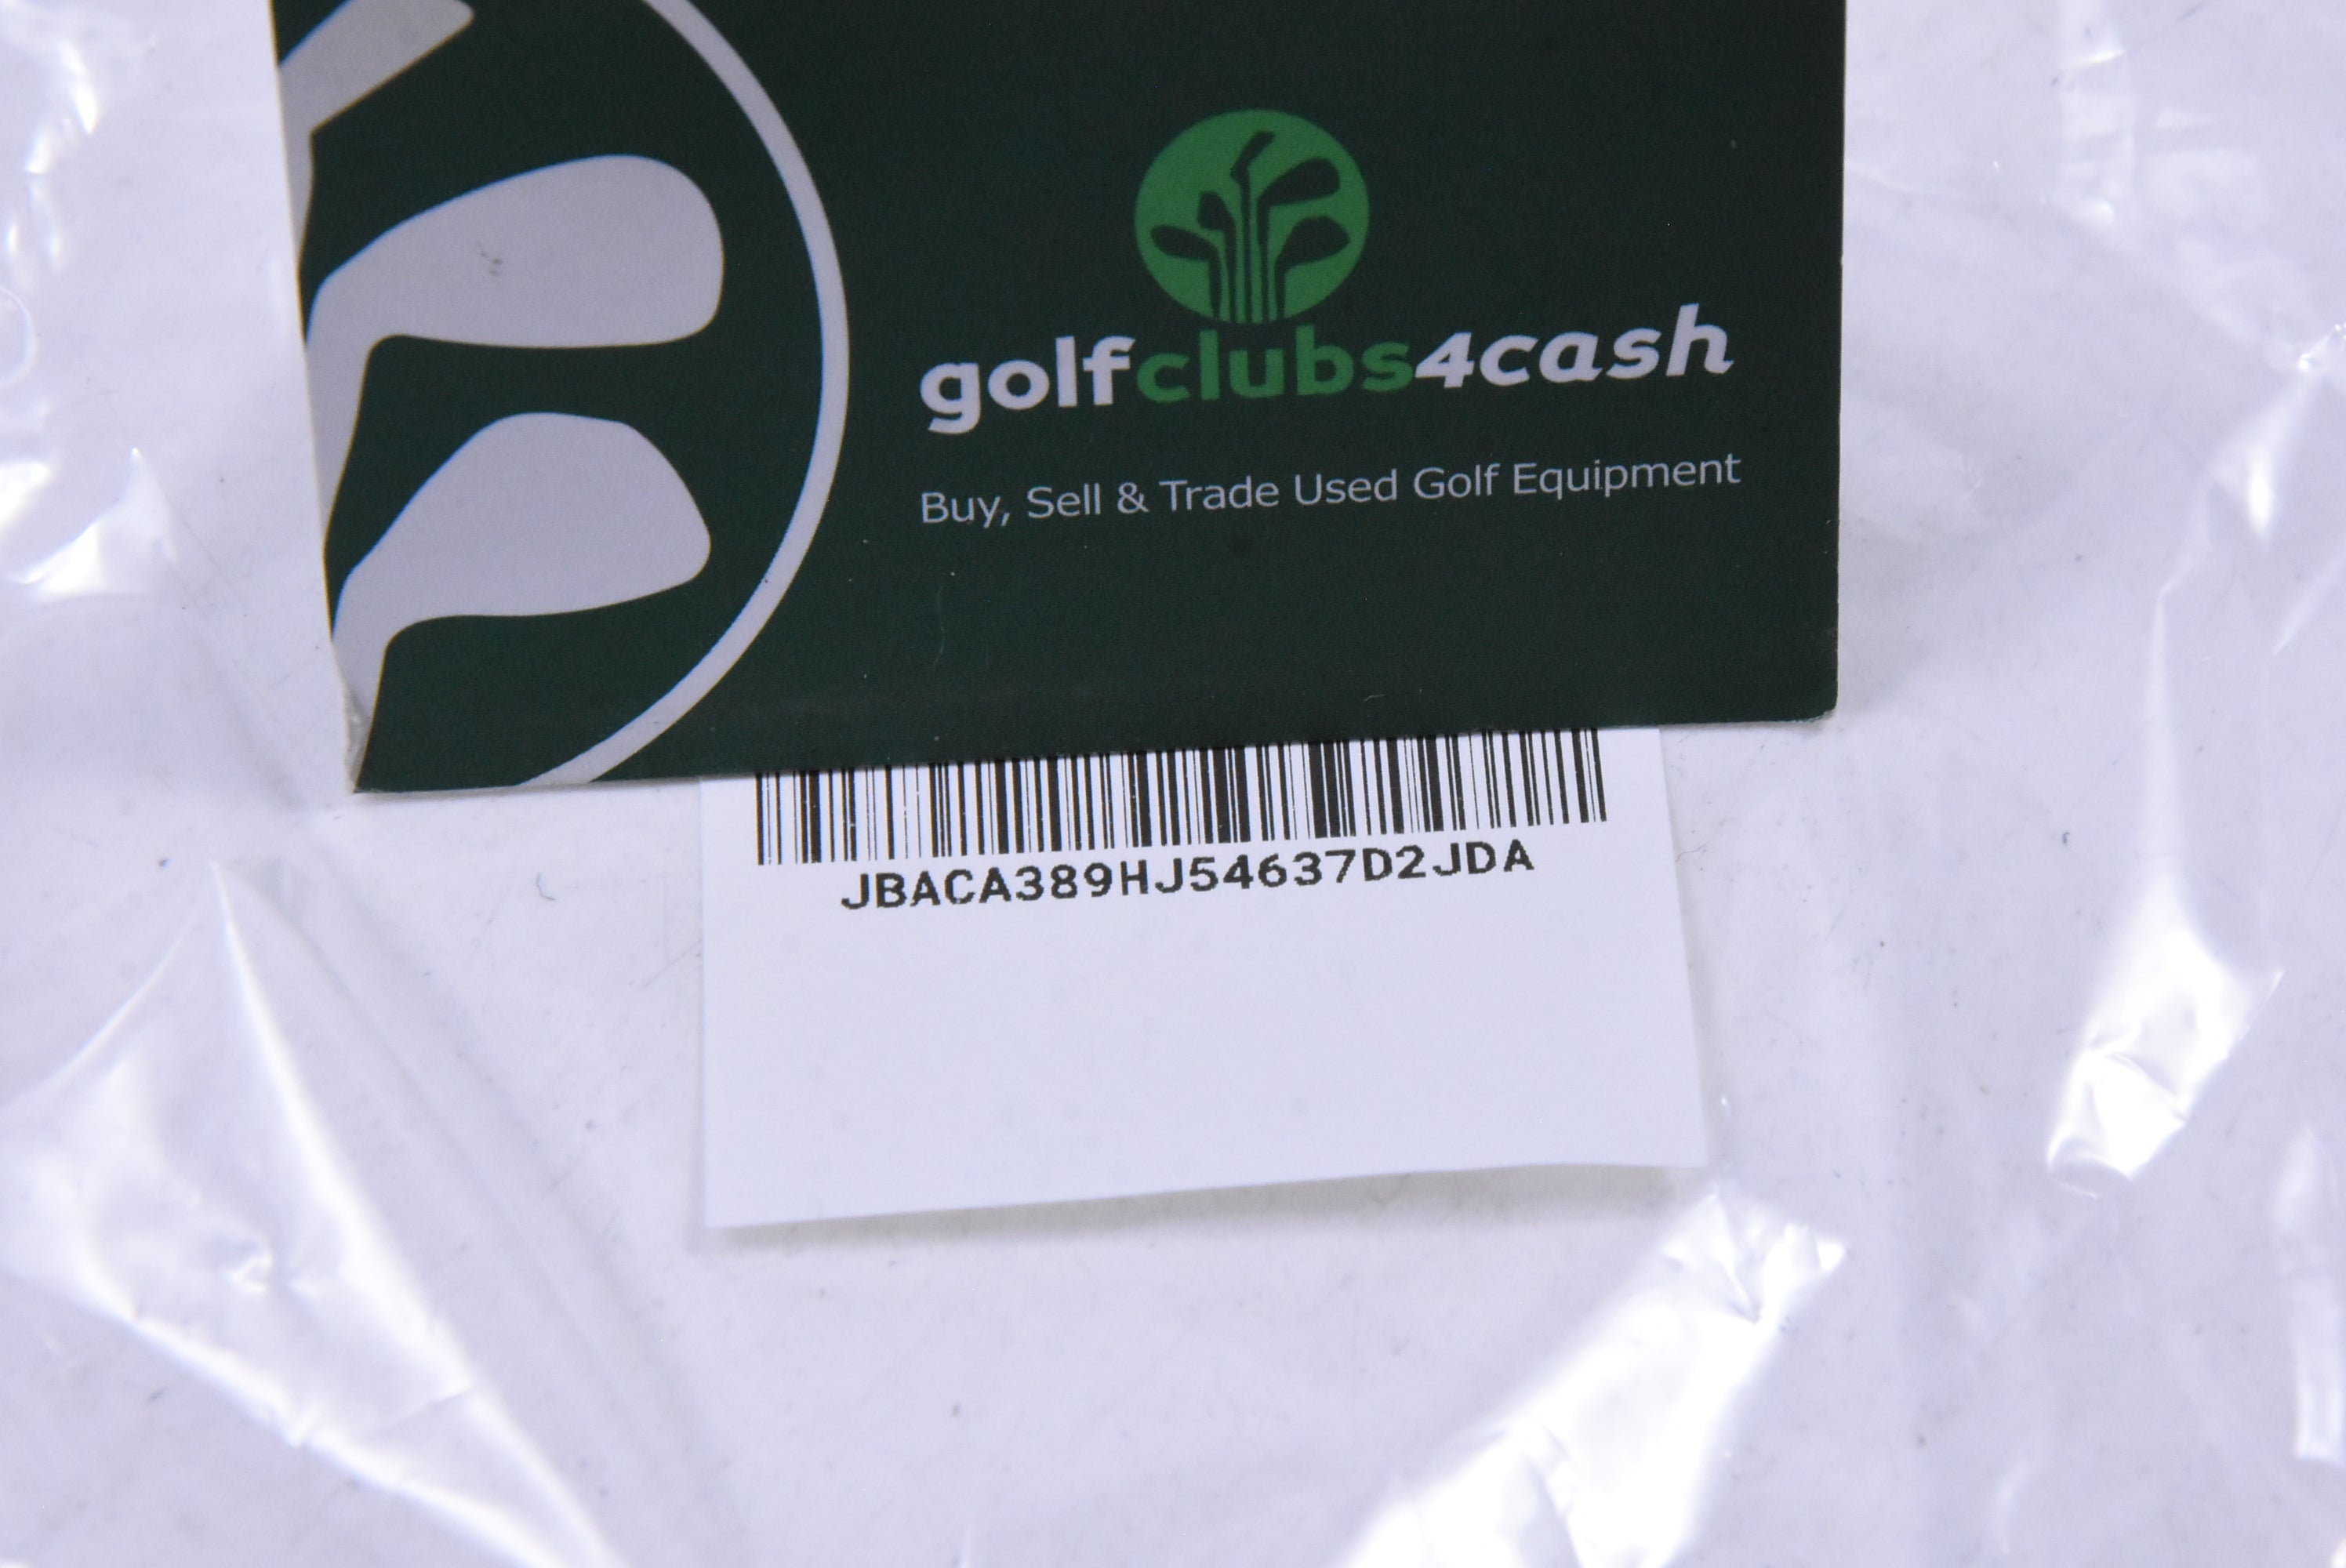 golfclubs4cash
Buy, Sell & Trade Used Golf Equipment
JBACA389HJ54637D2JDA